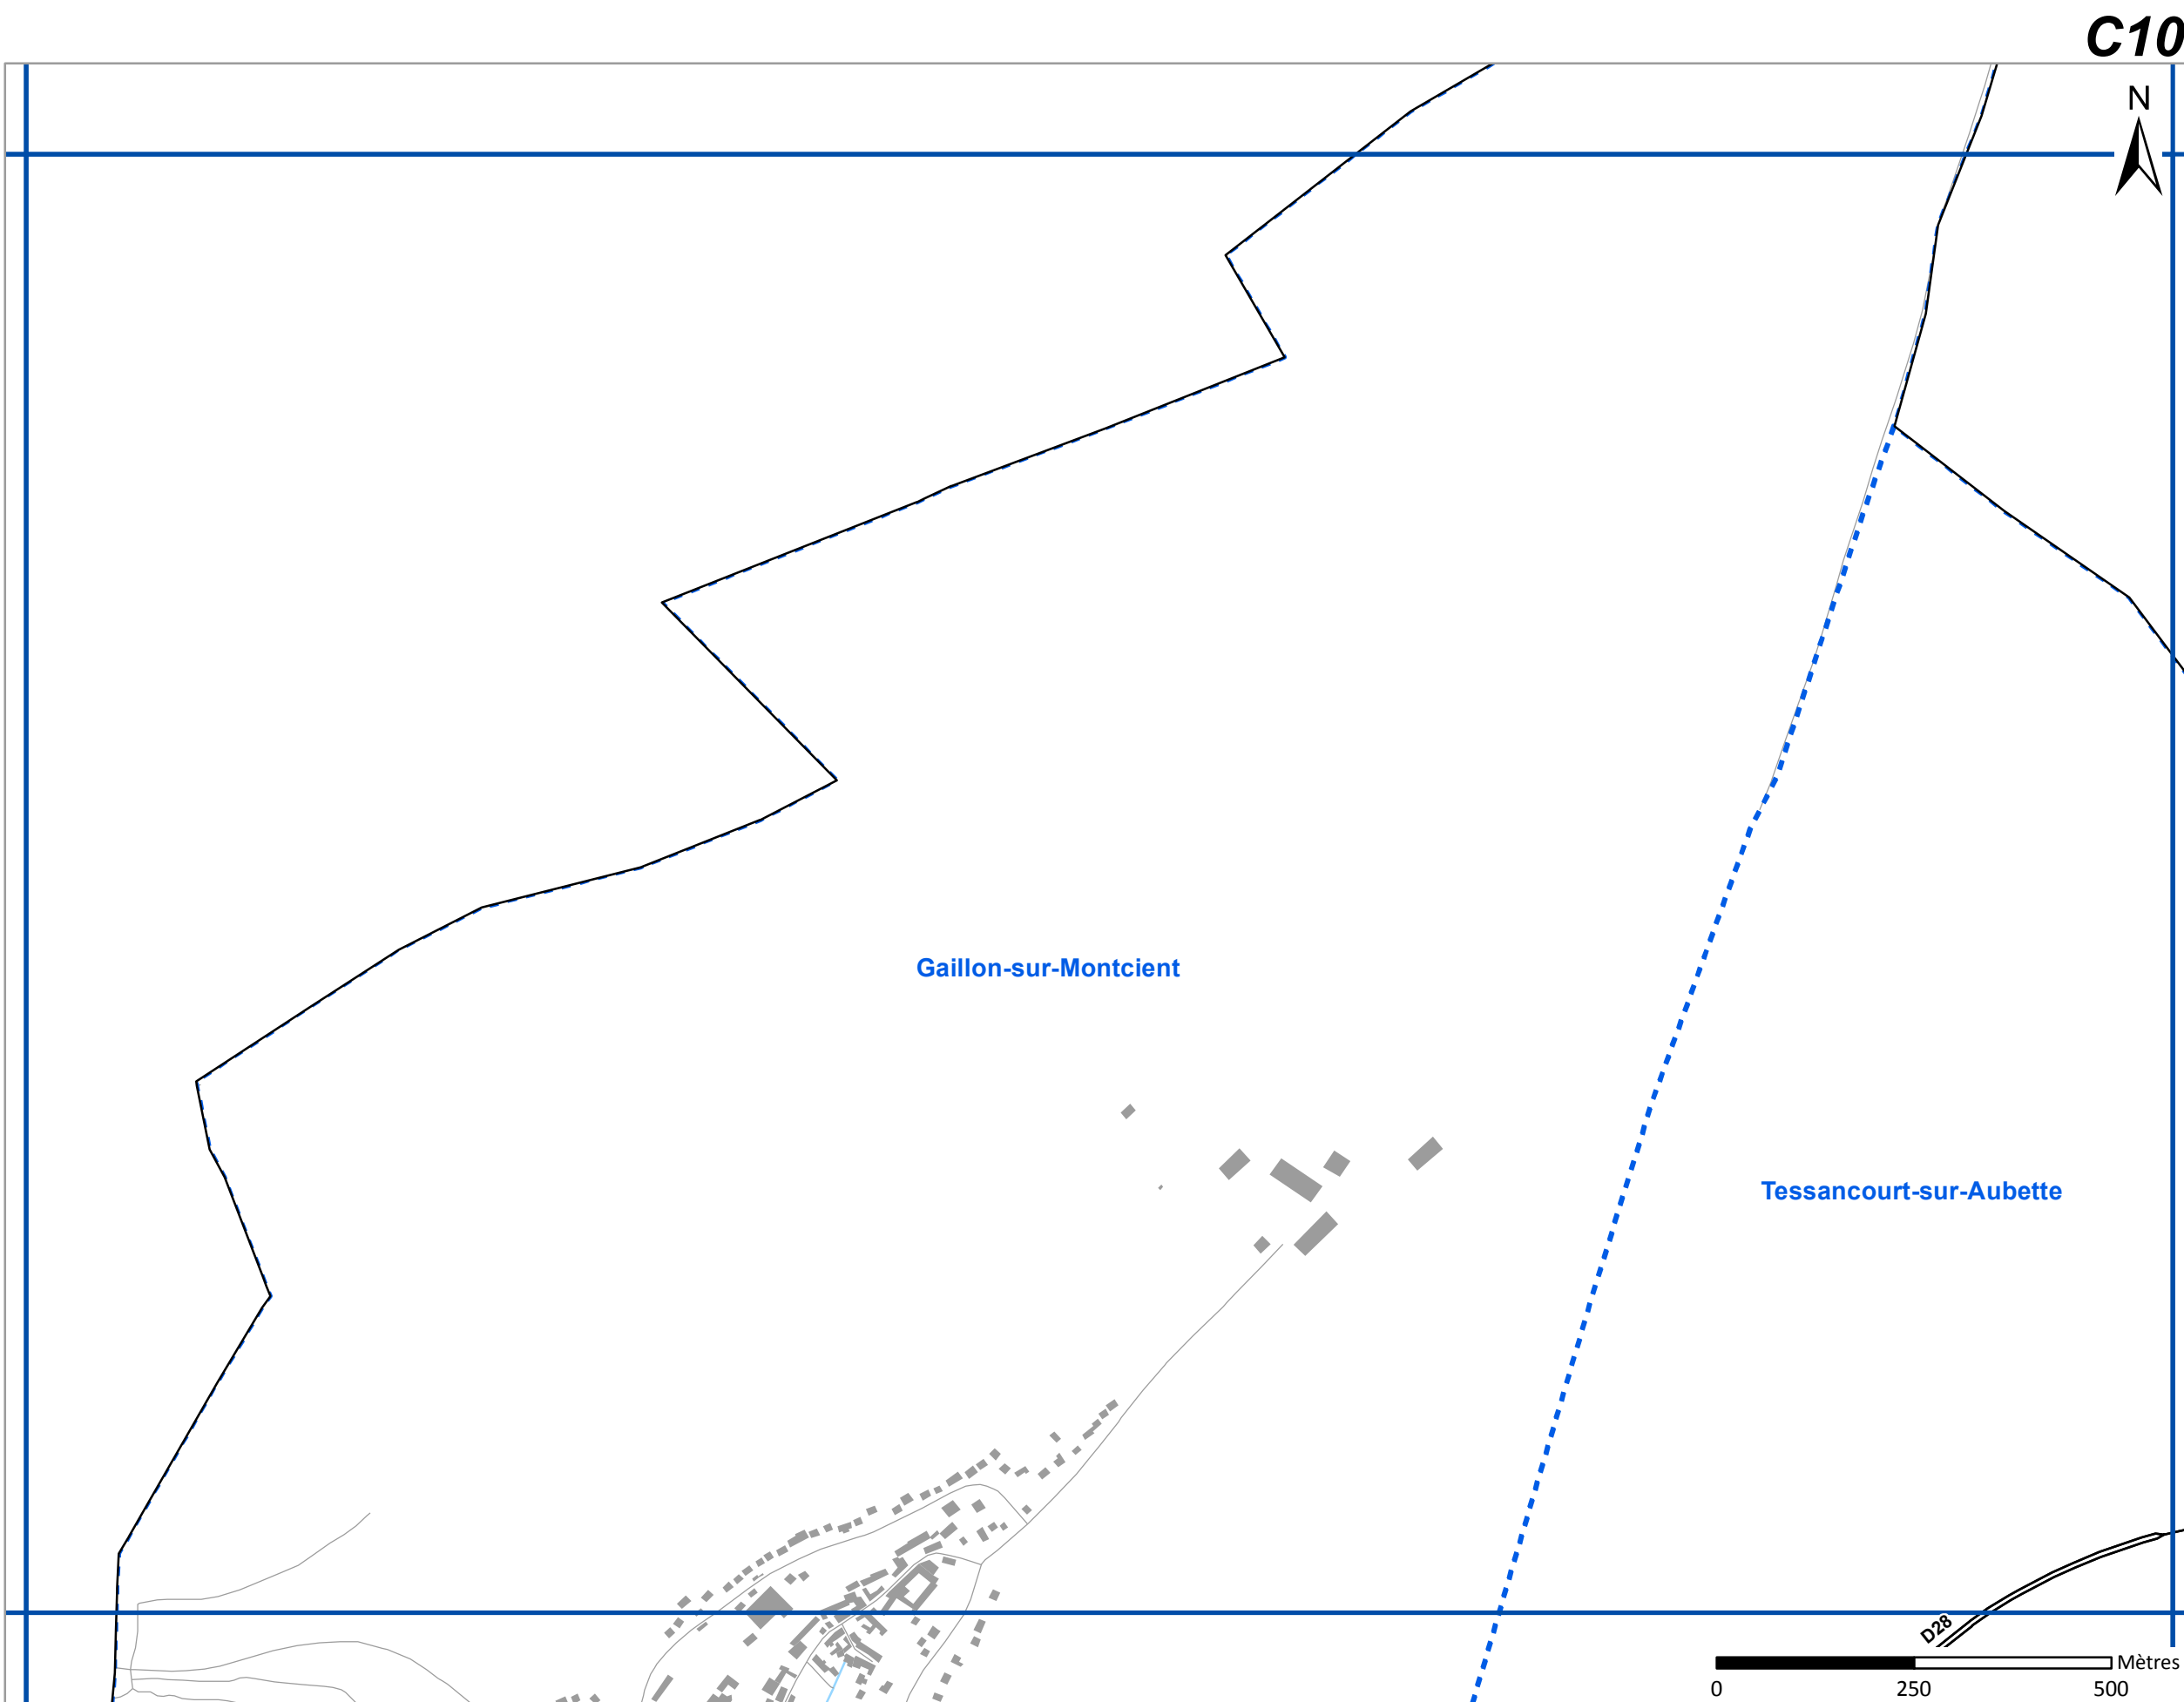 C10
N
Gaillon-sur-Montcient
Tessancourt-sur-Aubette
D28
Mètres
0 250 500